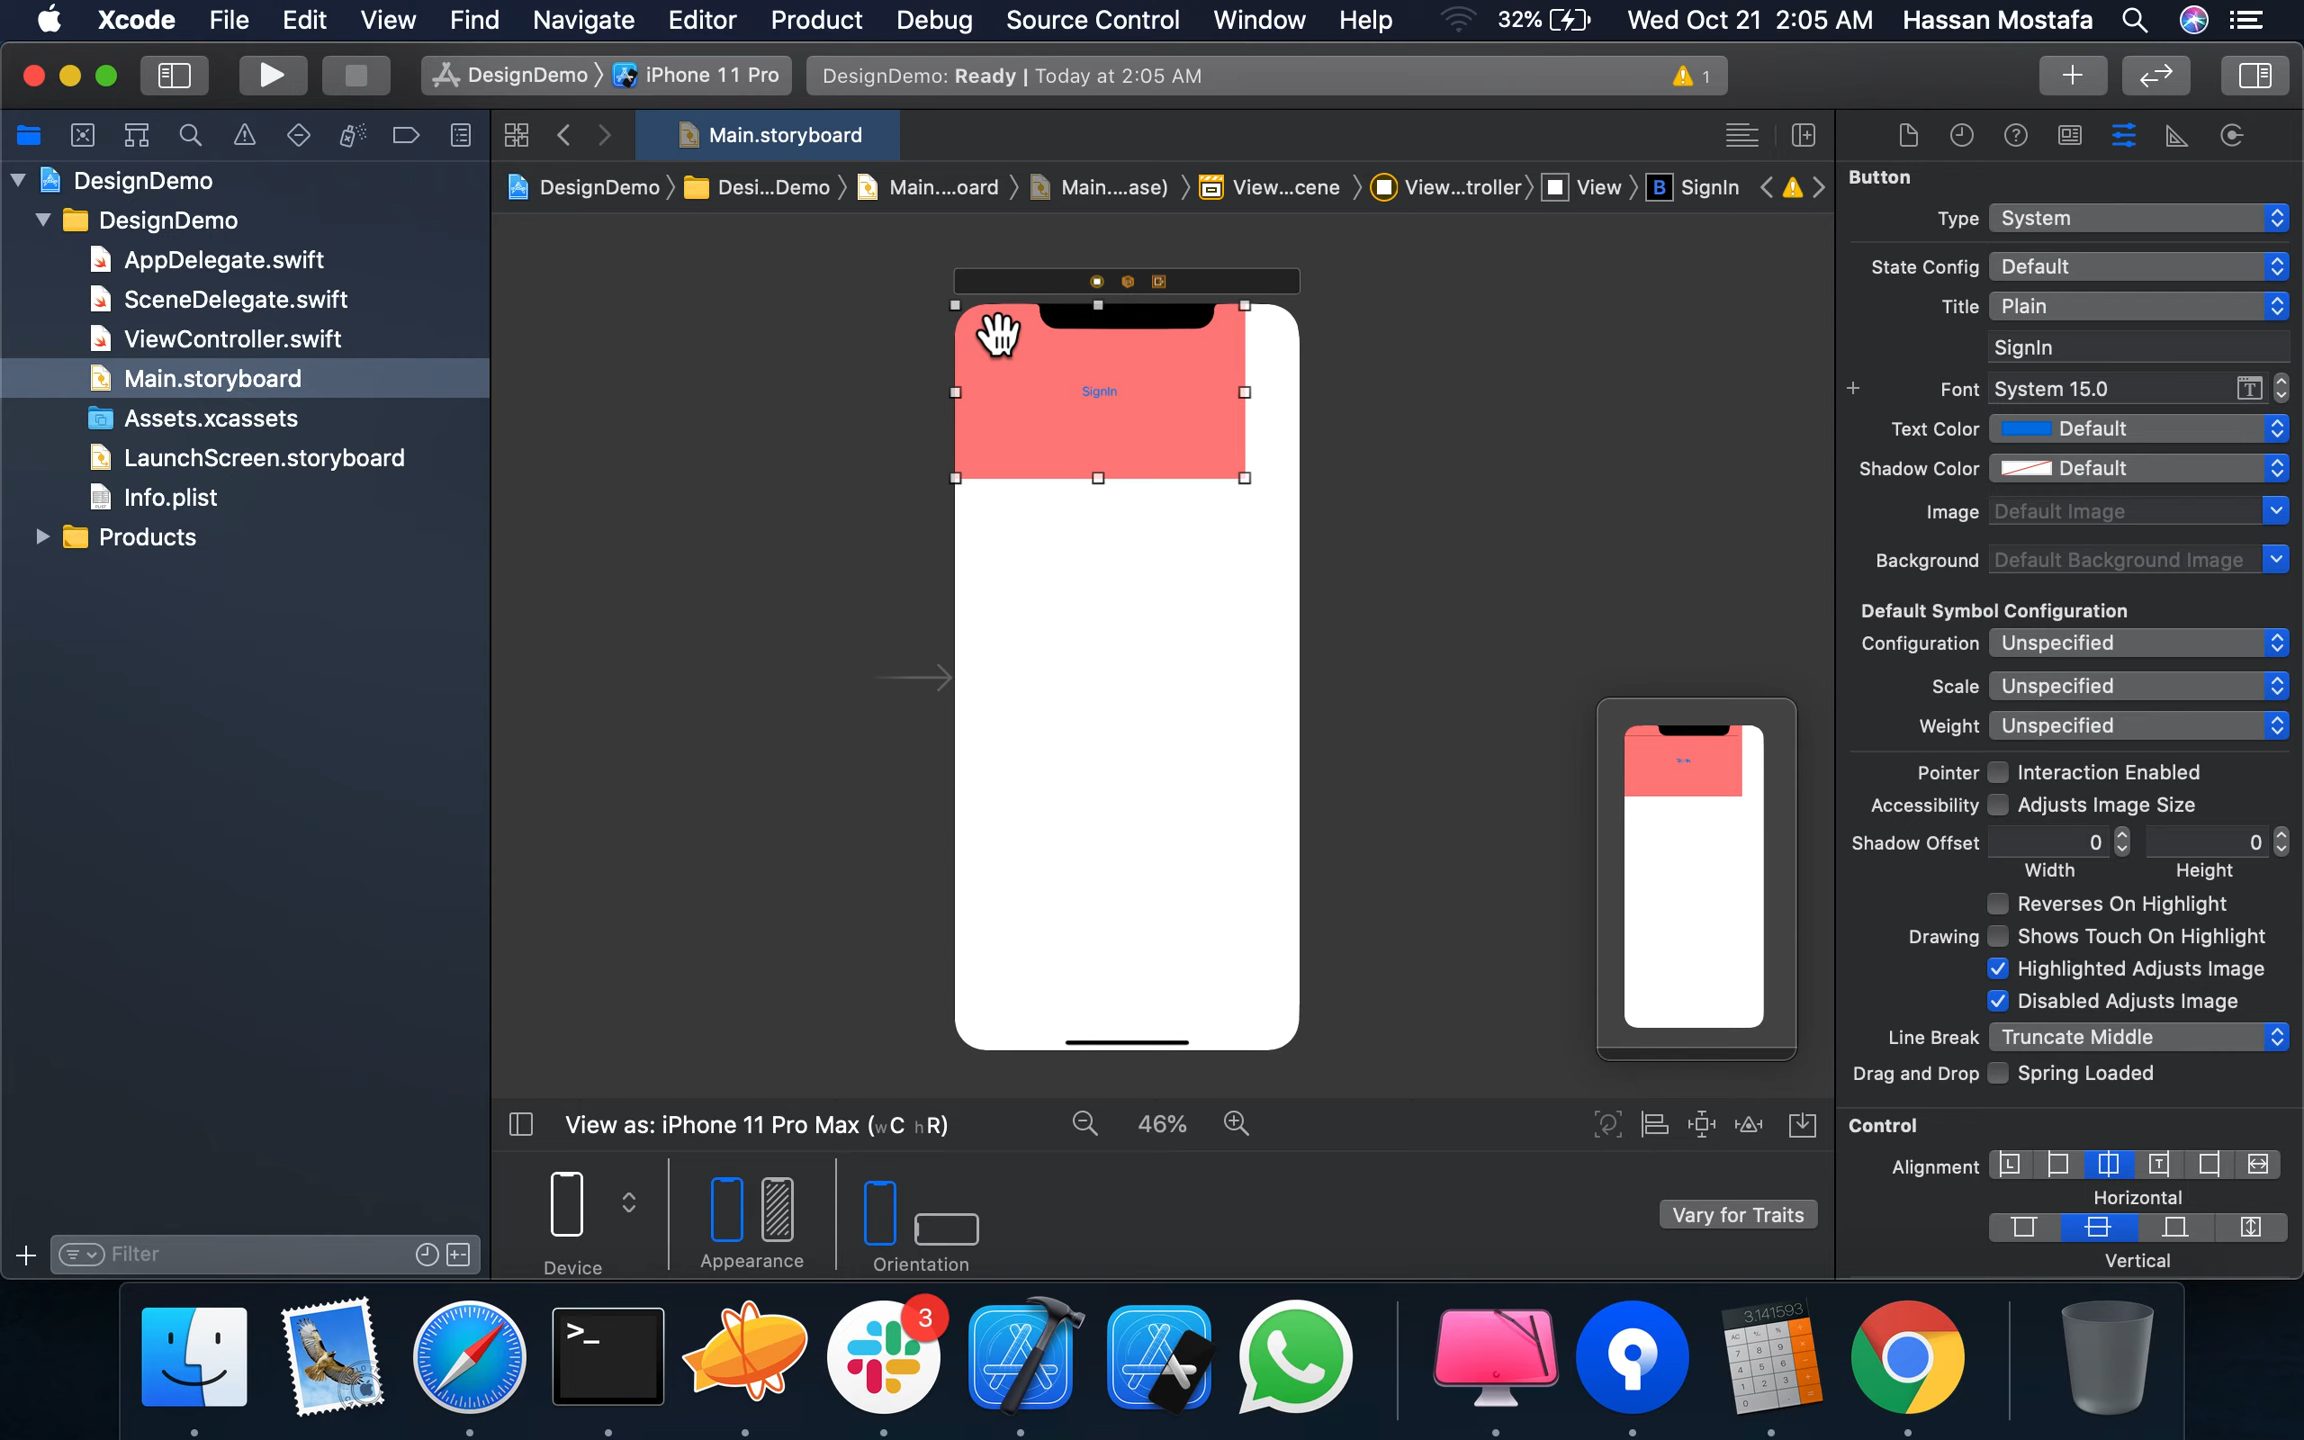 Xcode File Edit View Find Navigate Editor Product Debug Source Control Window Help 32% Wed Oct 21 2:05 AM Hassan Mostafa
DesignDemo 〉 iPhone 11 Pro
DesignDemo: Ready | Today at 2:05 AM
1
Main.storyboard
DesignDemo 〉 Desi...Demo 〉 Main....oard 〉 Main....ase) 〉 View...cene 〉 View...troller 〉 View 〉 B SignIn
DesignDemo
DesignDemo
AppDelegate.swift
SceneDelegate.swift
ViewController.swift
Main.storyboard
Assets.xcassets
LaunchScreen.storyboard
Info.plist
Products
Filter
SignIn
View as: iPhone 11 Pro Max (wC hR)
46%
Device
Appearance
Orientation
Vary for Traits
Button
Type System
State Config Default
Title Plain
SignIn
Font System 15.0
Text Color Default
Shadow Color Default
Image Default Image
Background Default Background Image
Default Symbol Configuration
Configuration Unspecified
Scale Unspecified
Weight Unspecified
Pointer Interaction Enabled
Accessibility Adjusts Image Size
Shadow Offset 0 0
Width Height
Reverses On Highlight
Drawing Shows Touch On Highlight
Highlighted Adjusts Image
Disabled Adjusts Image
Line Break Truncate Middle
Drag and Drop Spring Loaded
Control
Alignment
Horizontal
Vertical
3
3.141593